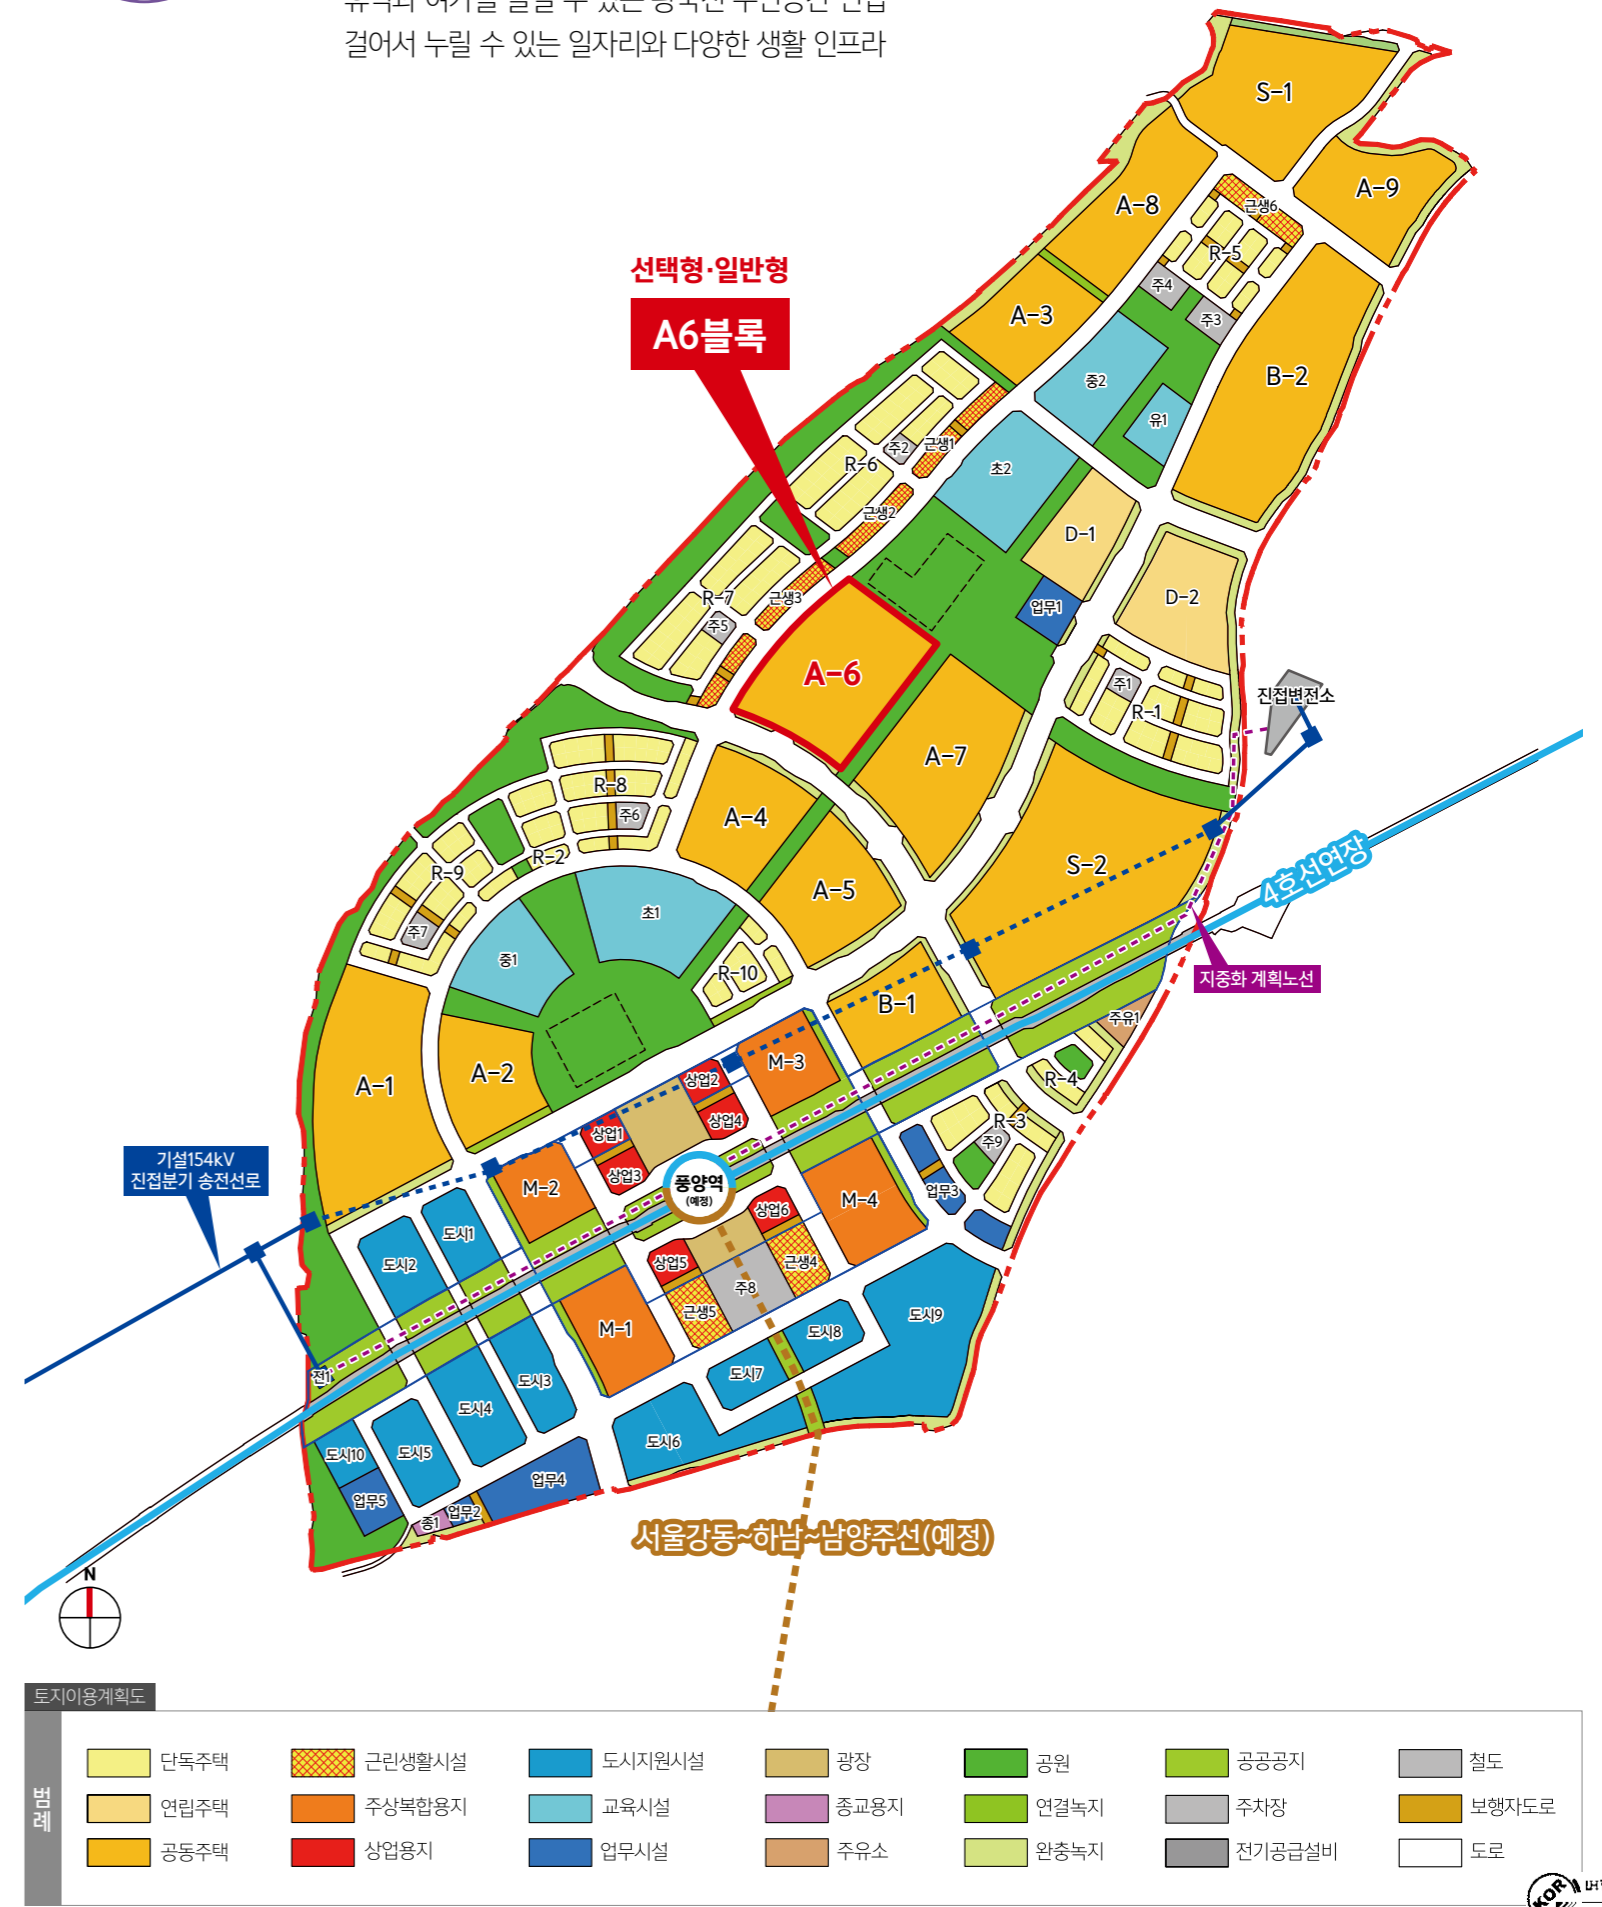 걸어서 누릴 수 있는 일자리와 다양한 생활 인프라
S-1
A-9
A-8
근생6
R-5
주4
주3
선택형·일반형
A6블록
A-3
B-2
중2
유1
주2
근생1
R-6
초2
근생2
D-1
R-7
근생3
업무1
D-2
주5
A-6
주1
R-1
진접변전소
A-7
R-8
주6
A-4
R-2
R-9
S-2
4호선연장
A-5
초1
주7
중1
R-10
지중화 계획노선
B-1
주유1
M-3
A-1
A-2
상업2
R-4
상업4
R-3
상업1
주9
기설154kV
진접분기 송전선로
상업3
M-2
풍양역
(예정)
업무3
M-4
상업6
도시1
도시2
상업5
근생4
주8
근생5
도시9
M-1
도시8
전1
도시7
도시3
도시4
도시6
도시10
도시5
업무4
업무5
업무2
종1
서울강동~하남~남양주선(예정)
N
토지이용계획도
범례
단독주택
근린생활시설
도시지원시설
광장
공원
공공공지
철도
연립주택
주상복합용지
교육시설
종교용지
연결녹지
주차장
보행자도로
공동주택
상업용지
업무시설
주유소
완충녹지
전기공급설비
도로
KOR